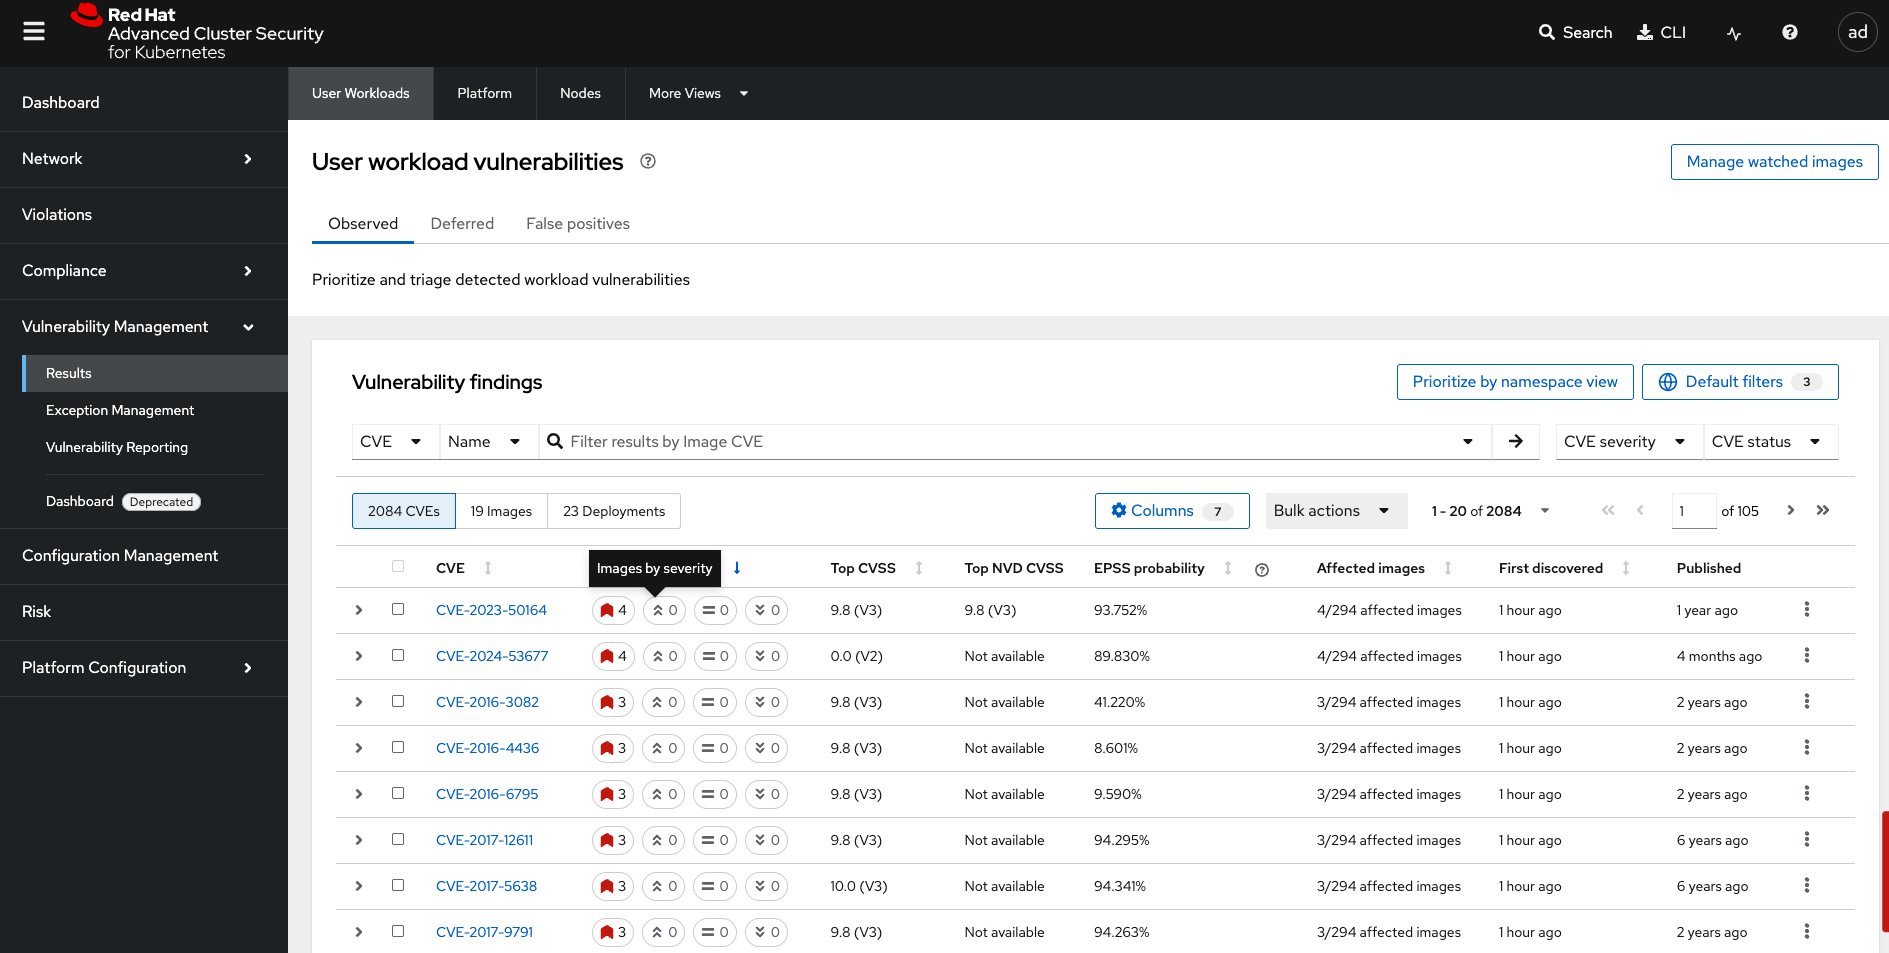 Red Hat
Advanced Cluster Security
for Kubernetes
Search
CLI
ad
Dashboard
Network
Violations
Compliance
Vulnerability Management
Results
Exception Management
Vulnerability Reporting
Dashboard Deprecated
Configuration Management
Risk
Platform Configuration
User Workloads Platform Nodes More Views
User workload vulnerabilities
Manage watched images
Observed Deferred False positives
Prioritize and triage detected workload vulnerabilities
Vulnerability findings
Prioritize by namespace view
Default filters 3
CVE Name Filter results by Image CVE CVE severity CVE status
2084 CVEs 19 Images 23 Deployments Columns 7 Bulk actions 1 - 20 of 2084 1 of 105
CVE Images by severity Top CVSS Top NVD CVSS EPSS probability Affected images First discovered Published
CVE-2023-50164 4 0 0 0 9.8 (V3) 9.8 (V3) 93.752% 4/294 affected images 1 hour ago 1 year ago
CVE-2024-53677 4 0 0 0 0.0 (V2) Not available 89.830% 4/294 affected images 1 hour ago 4 months ago
CVE-2016-3082 3 0 0 0 9.8 (V3) Not available 41.220% 3/294 affected images 1 hour ago 2 years ago
CVE-2016-4436 3 0 0 0 9.8 (V3) Not available 8.601% 3/294 affected images 1 hour ago 2 years ago
CVE-2016-6795 3 0 0 0 9.8 (V3) Not available 9.590% 3/294 affected images 1 hour ago 2 years ago
CVE-2017-12611 3 0 0 0 9.8 (V3) Not available 94.295% 3/294 affected images 1 hour ago 6 years ago
CVE-2017-5638 3 0 0 0 10.0 (V3) Not available 94.341% 3/294 affected images 1 hour ago 6 years ago
CVE-2017-9791 3 0 0 0 9.8 (V3) Not available 94.263% 3/294 affected images 1 hour ago 2 years ago